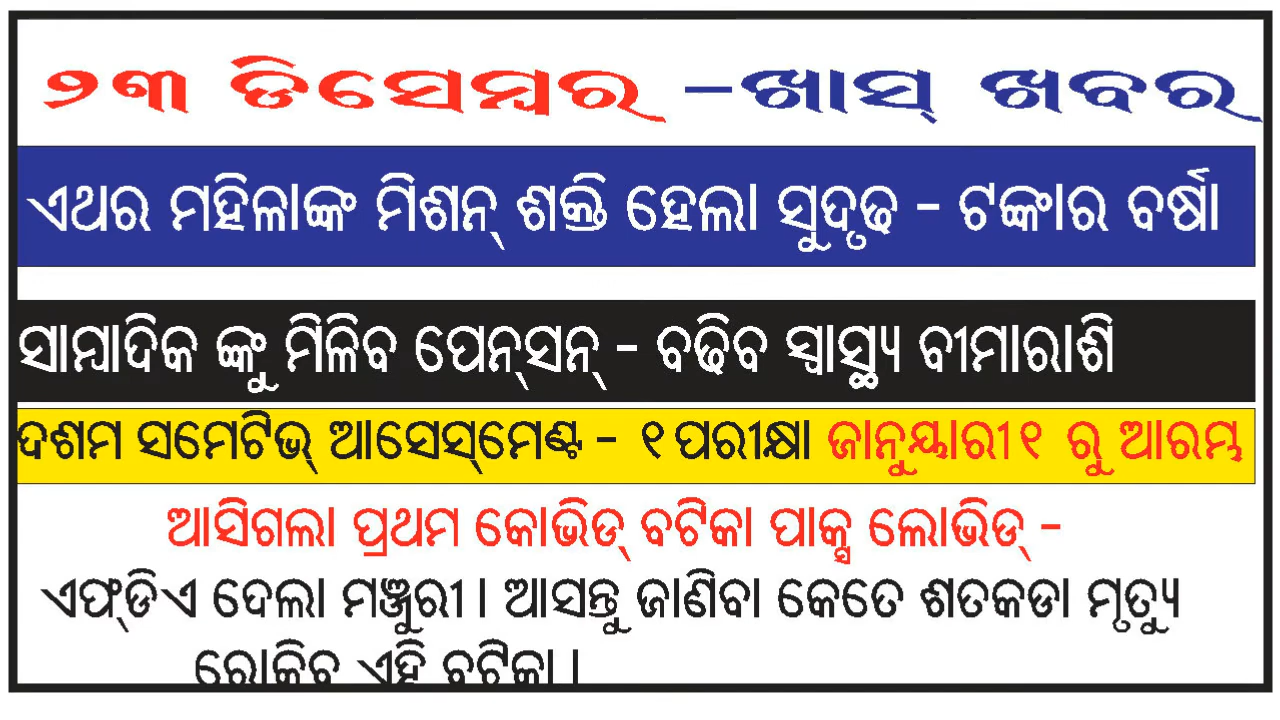 ୨୩ ଡିସେମ୍ବର -ଖାସ୍ ଖବର
ଏଥର ମହିଳାଙ୍କ ମିଶନ୍ ଶକ୍ତି ହେଲା ସୁଦୃଢ - ଟଙ୍କାର ବର୍ଷା
ସାମ୍ବାଦିକ ଙ୍କୁ ମିଳିବ ପେନ୍‌ସନ୍ - ବଢିବ ସ୍ୱାସ୍ଥ୍ୟ ବୀମାରାଶି
ଦଶମ ସମେଟିଭ୍ ଆସେସ୍‌ମେଣ୍ଟ - ୧ ପରୀକ୍ଷା ଜାନୁୟାରୀ ୧ ରୁ ଆରମ୍ଭ
ଆସିଗଲା ପ୍ରଥମ କୋଭିଡ୍ ବଟିକା ପାକ୍ସ ଲୋଭିଡ୍ -
ଏଫ୍‌ଡିଏ ଦେଲା ମଞ୍ଜୁରୀ । ଆସନ୍ତୁ ଜାଣିବା କେତେ ଶତକଡା ମୃତ୍ୟୁ
ରୋକିବ ଏହି ବଟିକା ।